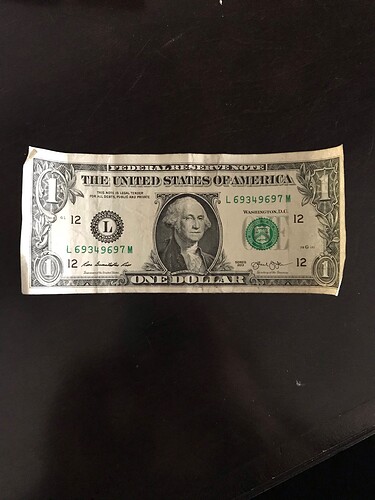 FEDERAL RESERVE NOTE
THE UNITED STATES OF AMERICA
THIS NOTE IS LEGAL TENDER
FOR ALL DEBTS, PUBLIC AND PRIVATE
L 69349697 M
WASHINGTON, D.C.
1
1
12
12
L
L 69349697 M
12
12
SERIES
1
1
ONE DOLLAR